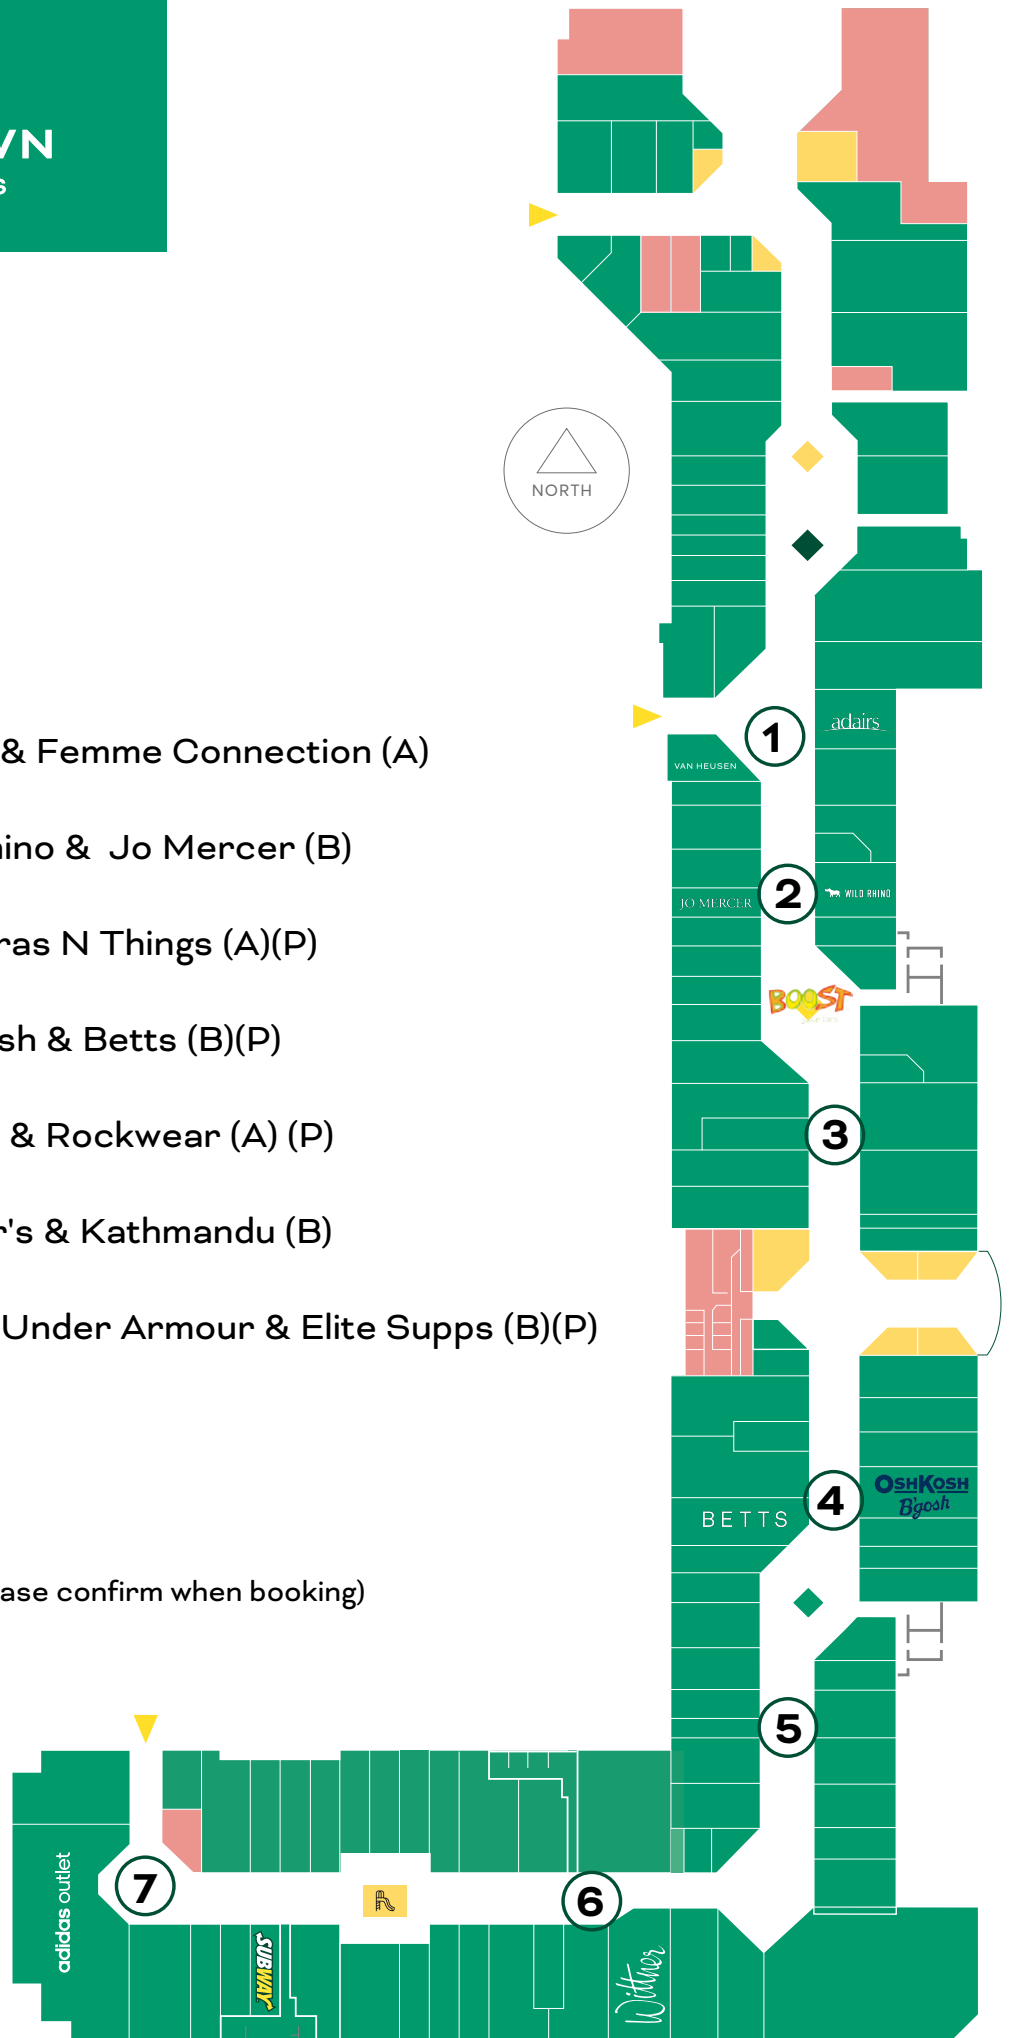 VN
s
NORTH
& Femme Connection (A)
ino & Jo Mercer (B)
ras N Things (A)(P)
sh & Betts (B)(P)
& Rockwear (A) (P)
r's & Kathmandu (B)
Under Armour & Elite Supps (B)(P)
ase confirm when booking)
adairs
1
VAN HEUSEN
2
JO MERCER
WILD RHINO
BOOST
3
4
OSHKOSH
B'gosh
BETTS
5
6
7
adidas outlet
SUBWAY
Wittner